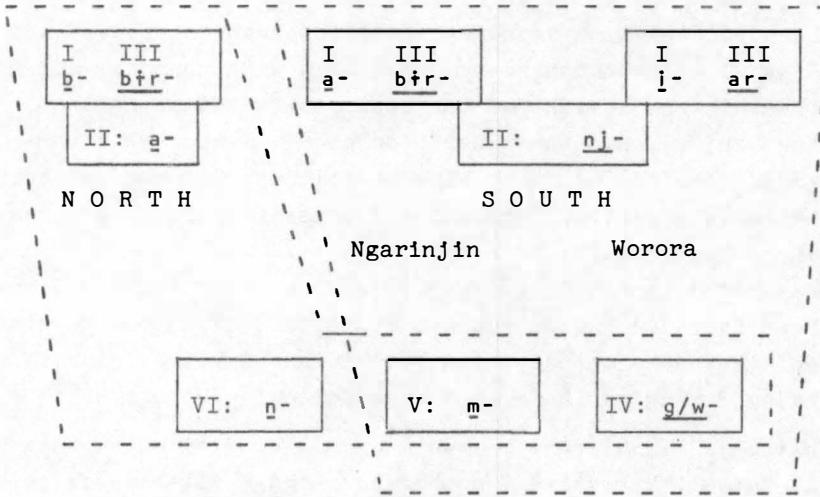 I III I III I III
b- bɨr- a- bɨr- i- ar-
II: a- II: nj-
N O R T H S O U T H
Ngarinjin Worora
VI: n- V: m- IV: g/w-